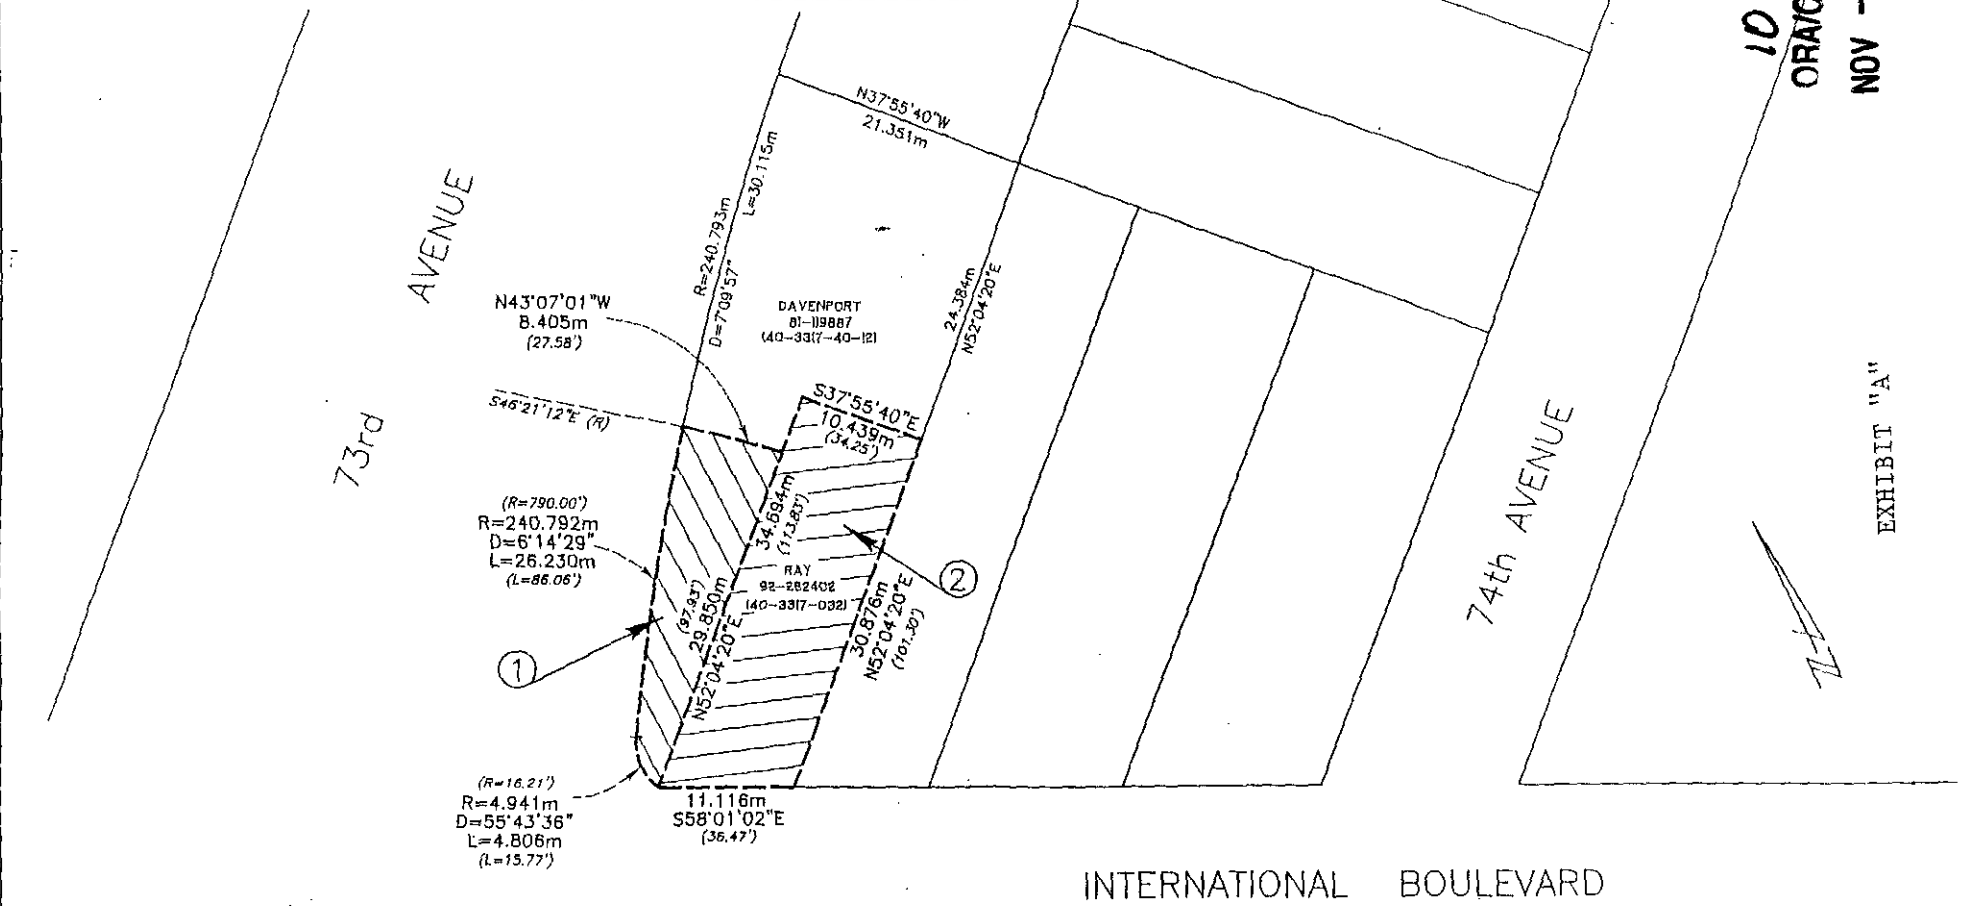 10
NOV -
N37°55'40"W
21.351m
L=30.115m
R=240.793m
D=7°09'57"
AVENUE
73rd
N43°07'01"W
8.405m
(27.58')
DAVENPORT
81-119887
(40-3317-40-12)
24.384m
N52°04'20"E
S46°21'12"E (R)
S37°55'40"E
10.439m
(34.25')
(R=790.00')
R=240.792m
D=6°14'29"
L=26.230m
(L=86.06')
34.694m
(113.83')
RAY
92-282402
(40-3317-032)
(97.93')
29.850m
N52°04'20"E
30.876m
N52°04'20"E
(101.30')
1
2
(R=16.21')
R=4.941m
D=55°43'36"
L=4.806m
(L=15.77')
11.116m
S58°01'02"E
(36.47')
74th AVENUE
EXHIBIT "A"
N
INTERNATIONAL BOULEVARD